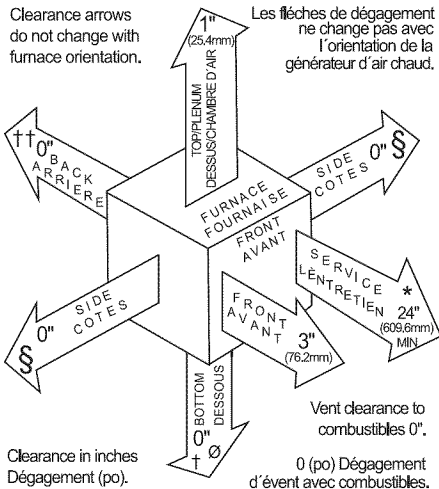 Clearance arrows
do not change with
furnace orientation.
Les fléches de dégagement
ne change pas avec
l´orientation de la
générateur d´air chaud.
1"
(25.4mm)
TOP/PLENUM
DESSUS/CHAMBRE D´AIR
††0"
BACK
ARRIERE
SIDE
COTES
0" §
FURNACE
FOURNAISE
FRONT
AVANT
SERVICE
LÈNTRETIEN
*
24"
(609.6mm)
MIN
§ 0"
SIDE
COTES
FRONT
AVANT
3"
(76.2mm)
BOTTOM
DESSOUS
0"
† Ø
Vent clearance to
combustibles 0".
Clearance in inches
Dégagement (po).
0 (po) Dégagement
d´évent avec combustibles.